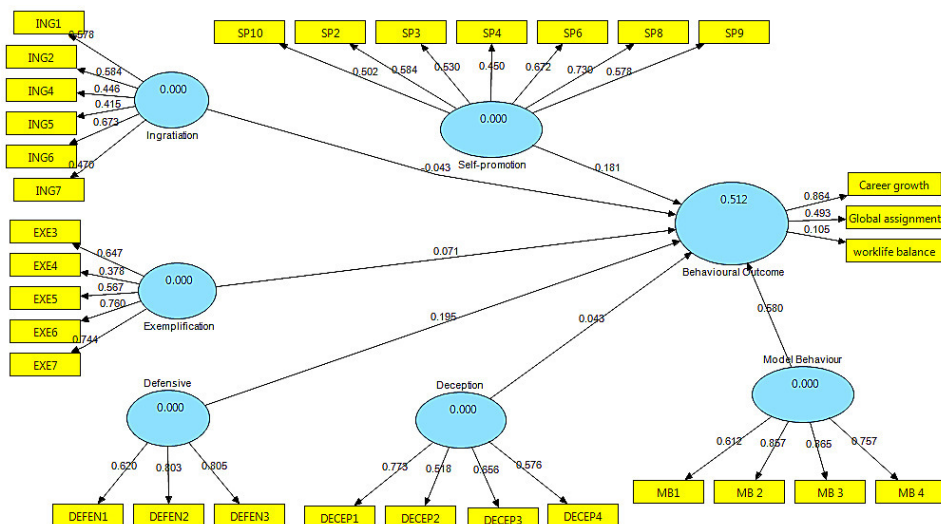 ING1
0.578
ING2
0.584
ING4
0.446
ING5
0.415
ING6
0.673
ING7
0.470
0.000
Ingratiation
SP10
SP2
SP3
SP4
SP6
SP8
SP9
0.502
0.584
0.530
0.450
0.672
0.730
0.578
0.000
Self-promotion
-0.043
0.181
0.512
Behavioural Outcome
0.864
0.493
0.105
Career growth
Global assignment
worklife balance
EXE3
0.647
EXE4
0.378
EXE5
0.567
EXE6
0.760
EXE7
0.744
0.000
Exemplification
0.071
0.195
0.043
0.580
Defensive
0.000
0.620
0.803
0.805
DEFEN1
DEFEN2
DEFEN3
Deception
0.000
0.773
0.518
0.656
0.576
DECEP1
DECEP2
DECEP3
DECEP4
Model Behaviour
0.000
0.612
0.857
0.865
0.757
MB1
MB 2
MB 3
MB 4